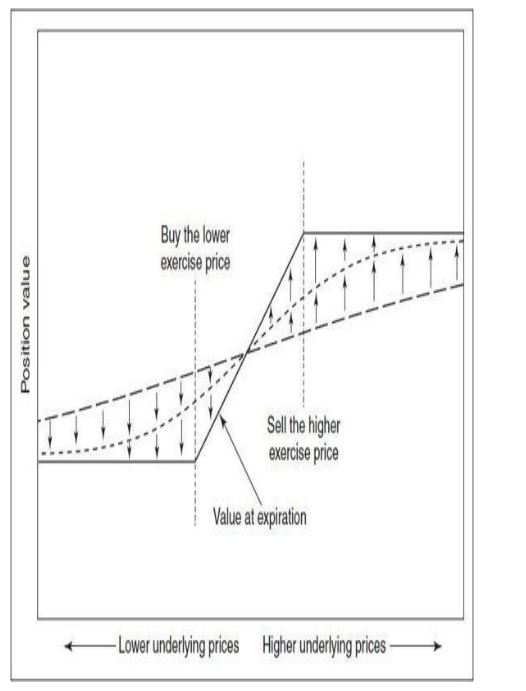 Buy the lower
exercise price
Position value
Sell the higher
exercise price
Value at expiration
Lower underlying prices
Higher underlying prices